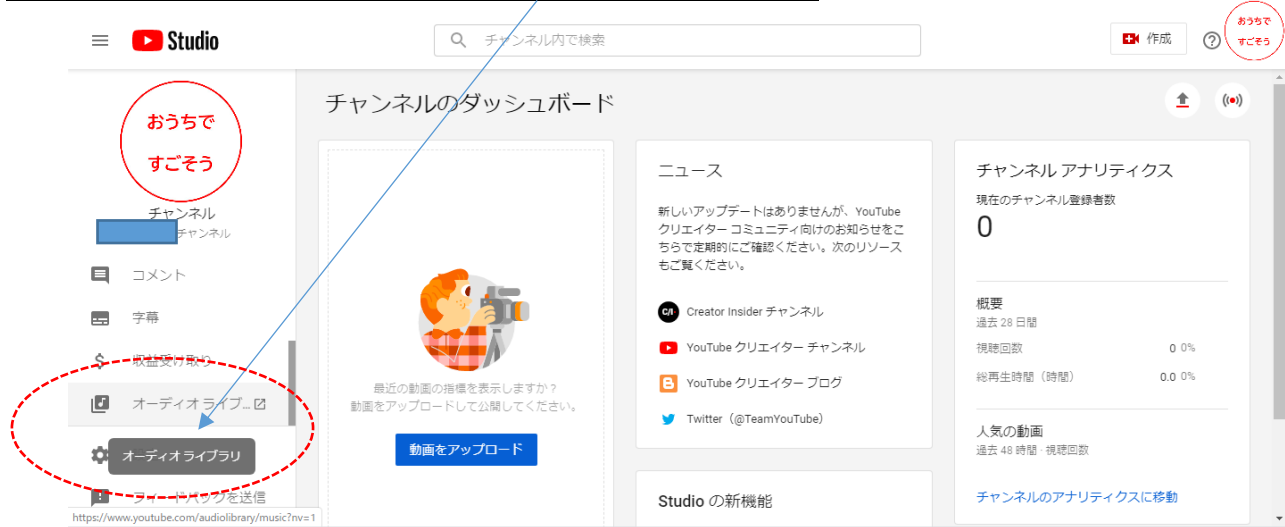 Studio
チャンネル内で検索
作成
おうちで
すごそう
おうちで
すごそう
チャンネル
チャンネル
コメント
字幕
収益受け取り
オーディオ ライブ...
オーディオ ライブラリ
フィードバックを送信
https://www.youtube.com/audiolibrary/music?nv=1
チャンネルのダッシュボード
最近の動画の指標を表示しますか?
動画をアップロードして公開してください。
動画をアップロード
ニュース
新しいアップデートはありませんが、YouTube
クリエイター コミュニティ向けのお知らせをこ
ちらで定期的にご確認ください。次のリソース
もご覧ください。
Creator Insider チャンネル
YouTube クリエイター チャンネル
YouTube クリエイター ブログ
Twitter(@TeamYouTube)
Studio の新機能
チャンネル アナリティクス
現在のチャンネル登録者数
0
概要
過去 28 日間
視聴回数 0 0%
総再生時間(時間) 0.0 0%
人気の動画
過去 48 時間 · 視聴回数
チャンネルのアナリティクスに移動